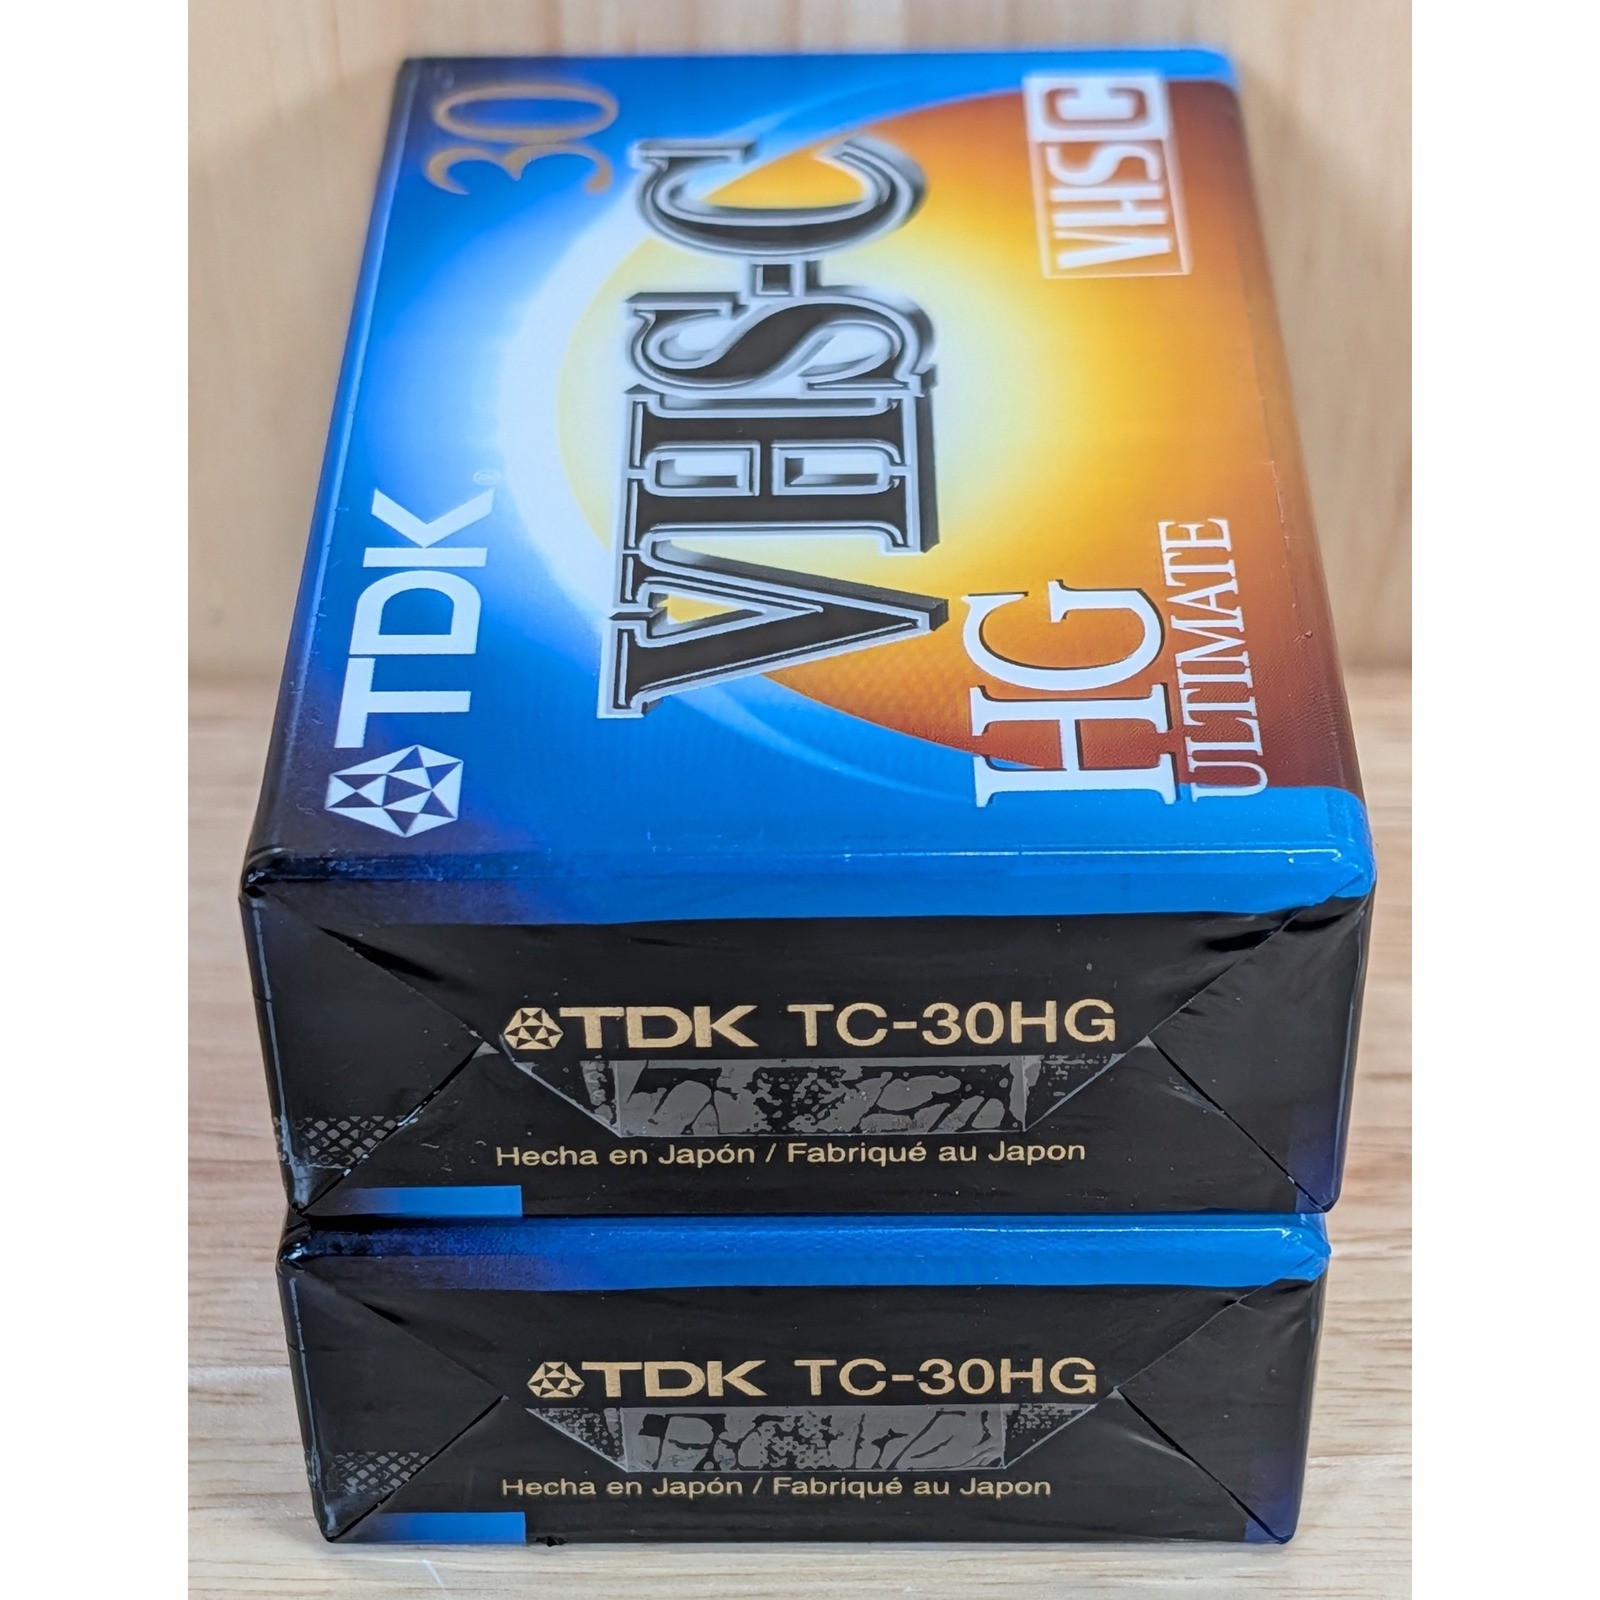 TDK
30
VHS-C
HG
ULTIMATE
VHSC
TDK TC-30HG
Hecha en Japón / Fabriqué au Japon
TDK TC-30HG
Hecha en Japón / Fabriqué au Japon